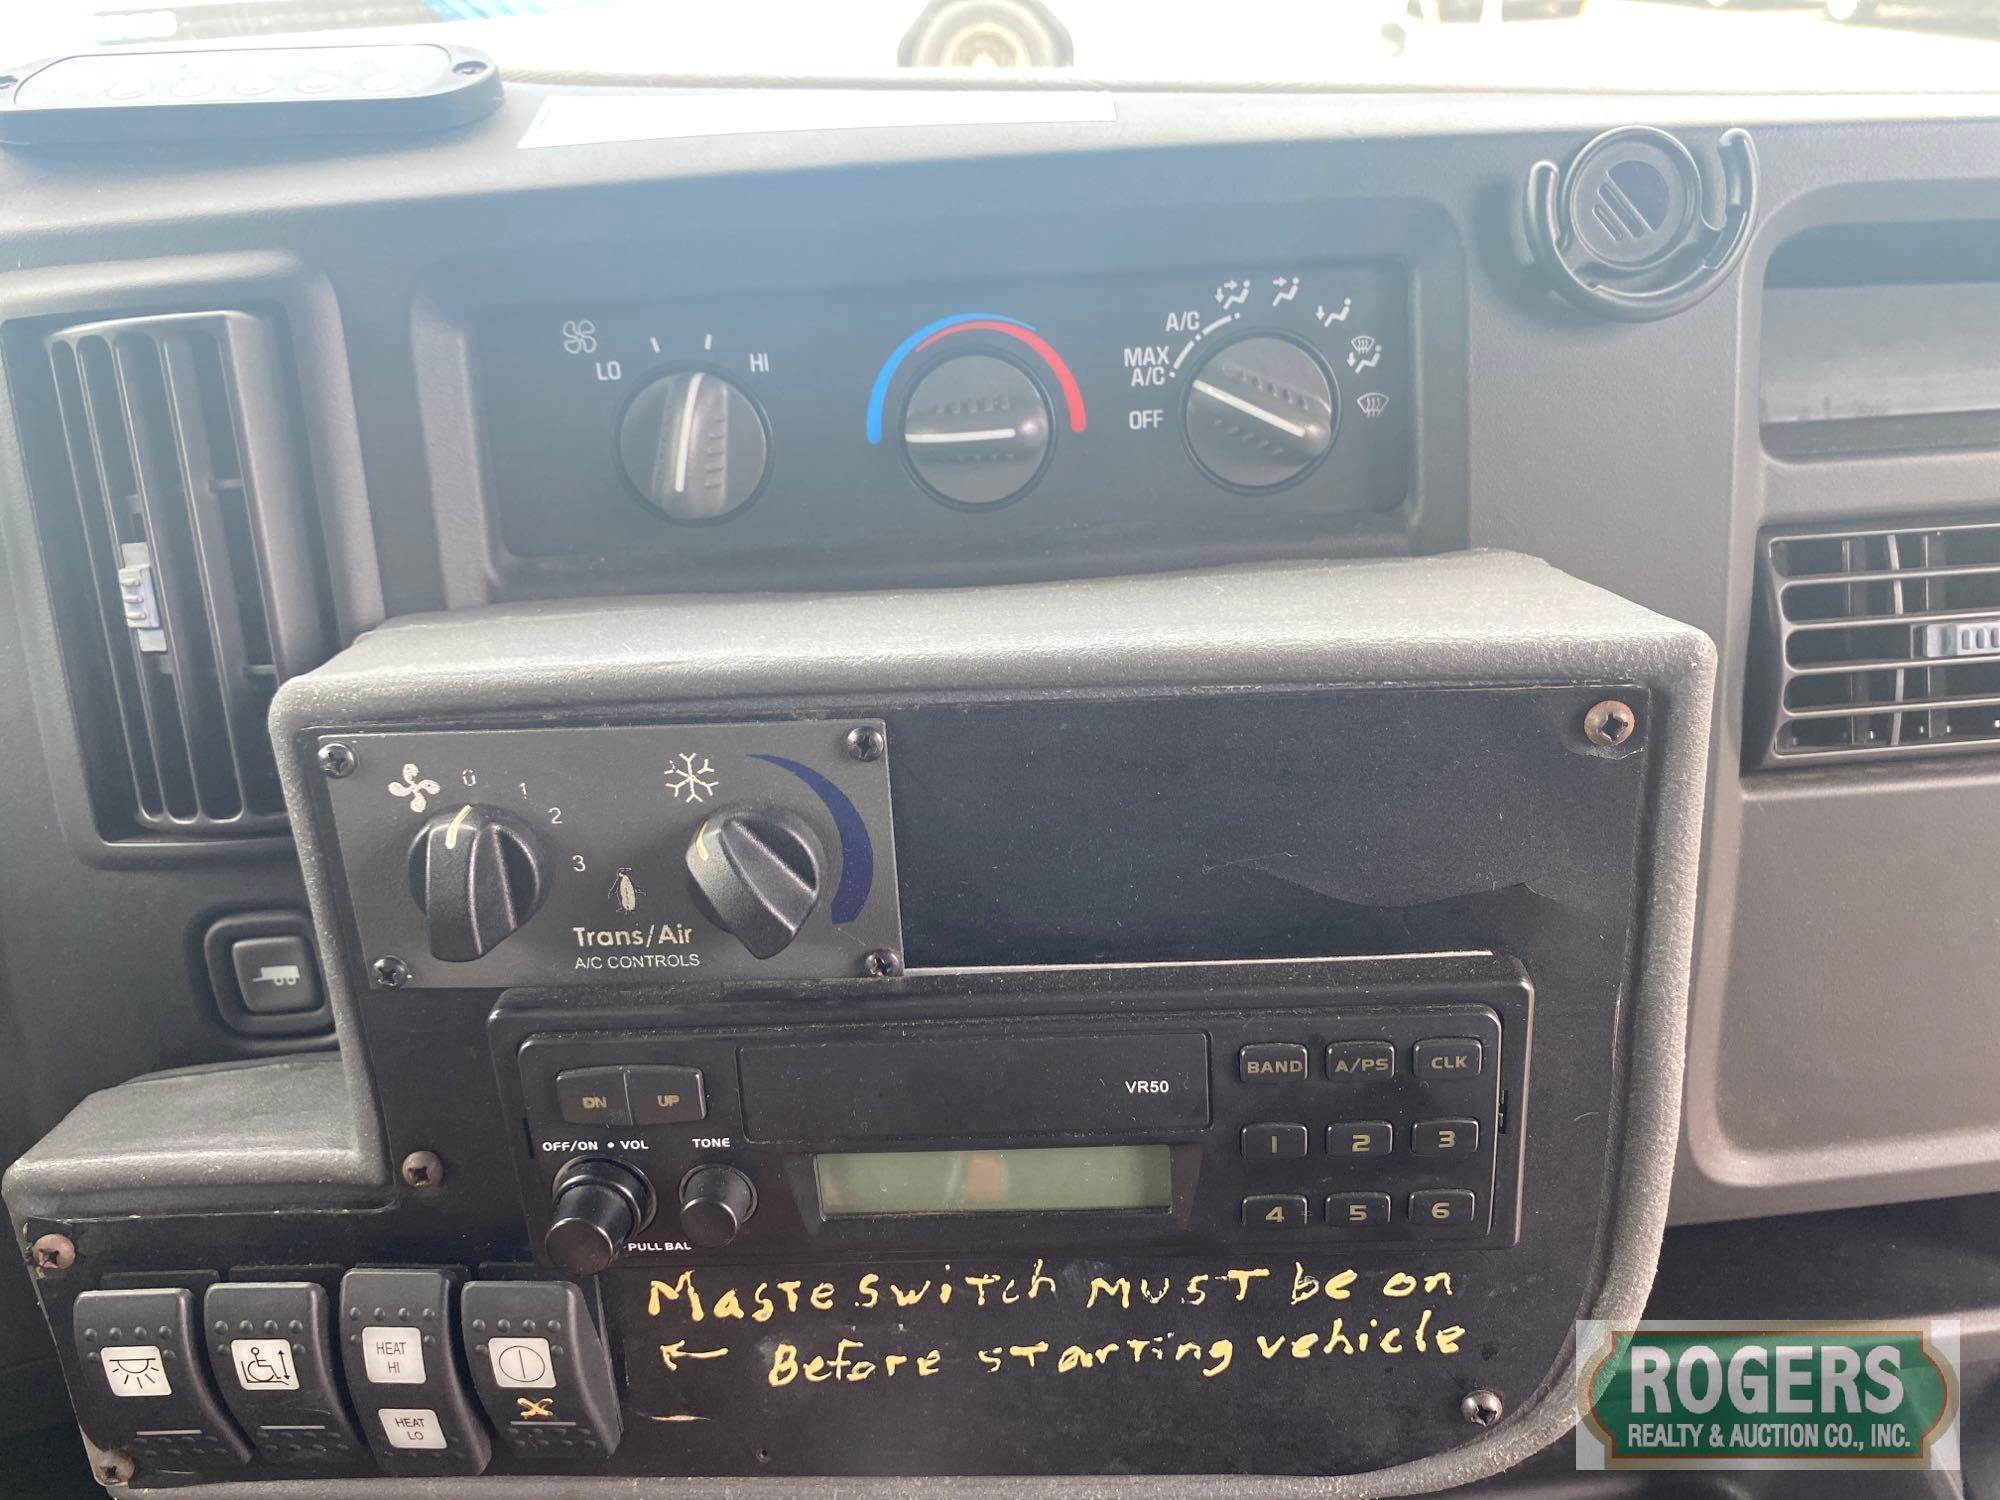 LO
HI
A/C
MAX
A/C
OFF
0
1
2
3
Trans/Air
A/C CONTROLS
VR50
DN UP
BAND A/PS CLK
OFF/ON • VOL TONE
1 2 3
4 5 6
PULL BAL
Maste switch must be on
← Before starting vehicle
HEAT
HI
HEAT
LO
ROGERS
REALTY & AUCTION CO., INC.